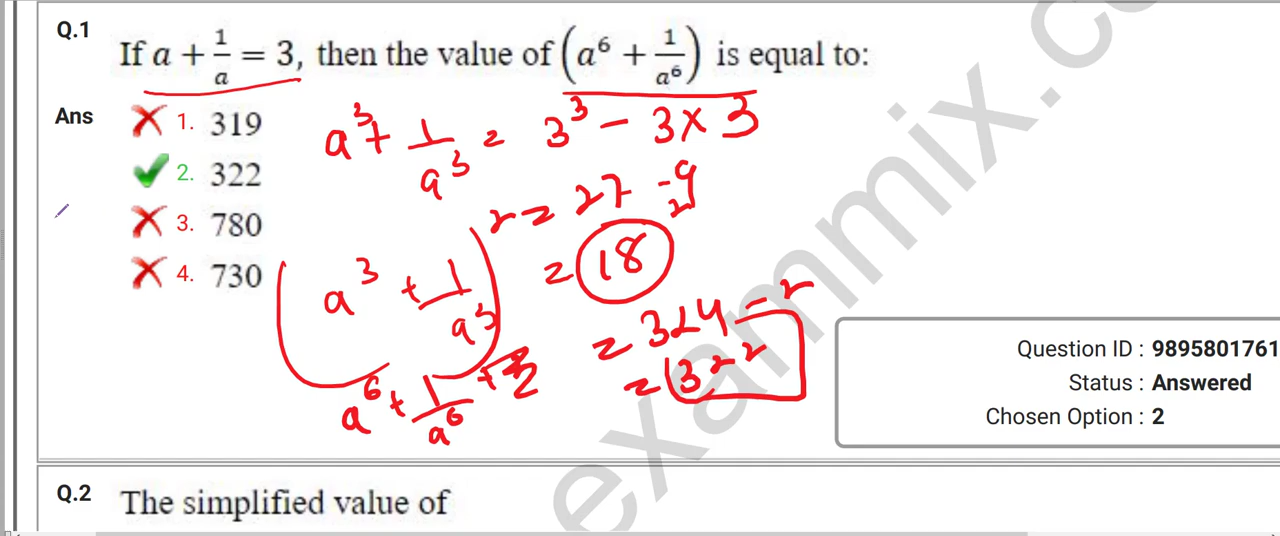 Q.1 If a + 1/a = 3, then the value of (a⁶ + 1/a⁶) is equal to:
Ans 1. 319
2. 322
3. 780
4. 730
a³ + 1/a³ = 3³ - 3 × 3
= 27 - 9
= 18
(a³ + 1/a³)² = 324 - 2
a⁶ + 1/a⁶ + 2 = 322
Question ID : 9895801761
Status : Answered
Chosen Option : 2
Q.2 The simplified value of
exammix.c